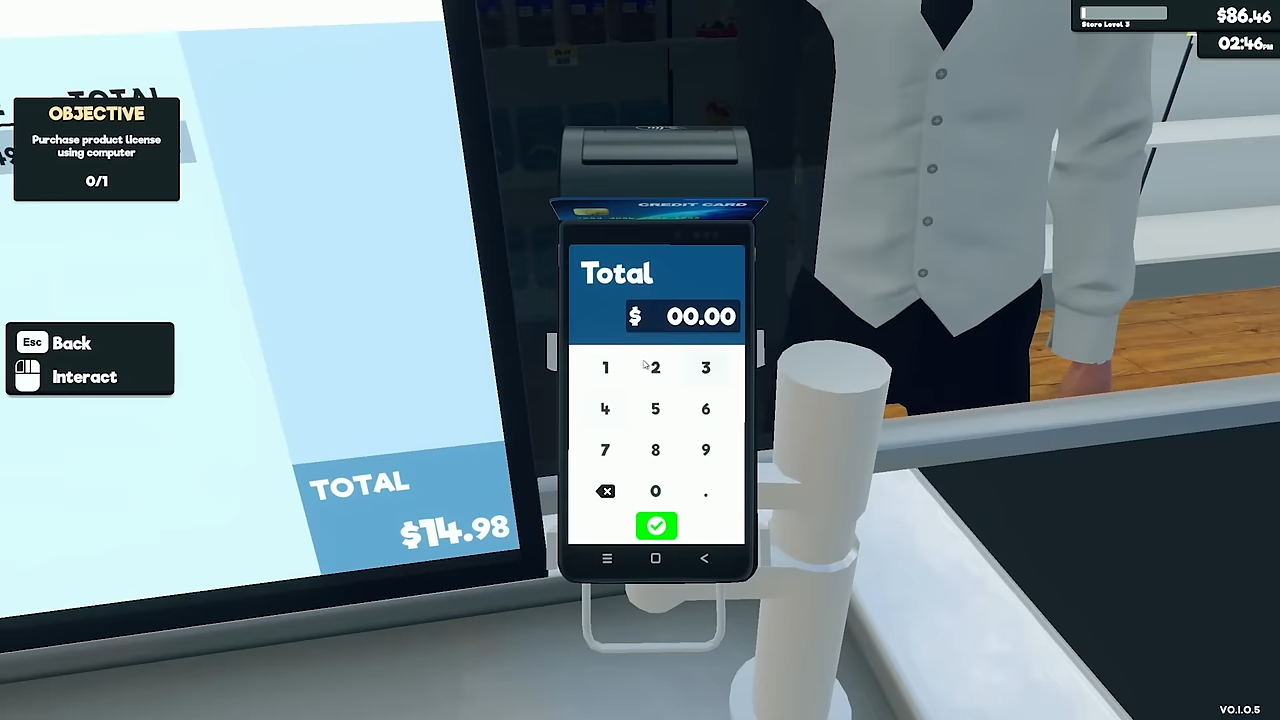 $86.46
Store Level 3
02:46PM
TOTAL
OBJECTIVE
Purchase product license
using computer
0/1
CREDIT CARD
Total
$ 00.00
Esc Back
Interact
1 2 3
4 5 6
7 8 9
0 .
TOTAL
$14.98
V0.1.0.5